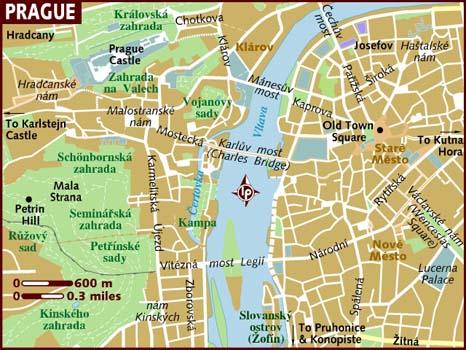 PRAGUE
Hradcany
Královská
zahrada
Chotkova
Cechuv
most
Josefov
Haštalské
nám
Prague
Castle
Klárov
Klárov
Pařížská
Široká
Hradčanské
nám
Zahrada
na Valech
Mánesův
most
Kaprova
Vojanovy
sady
Malostranské
nám
To Karlstejn
Castle
Mostecká
Vltava
Old Town
Square
To Kutna
Hora
Karlův most
(Charles Bridge)
Staré
Město
Schönbornská
zahrada
Mala
Strana
Karmelitská
Čertovka
LP
Rytířská
Václavské nám
(Wenceslas
Square)
Petrin
Hill
Seminářská
zahrada
Kampa
Růžový
sad
Petřínské
sady
Újezd
Národní
Nové
Město
Vítězná most Legií
Lucerna
Palace
0 600 m
0 0.3 miles
Zborovská
Spálená
nám
Kinských
Kinského
zahrada
Slovanský
ostrov
(Žofín)
To Pruhonice
& Konopiste
Žitná